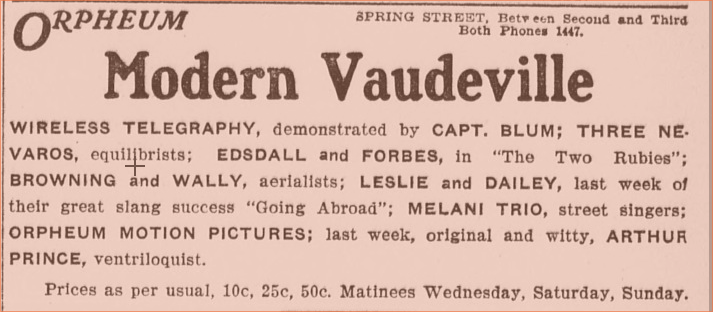 ORPHEUM
SPRING STREET, Between Second and Third
Both Phones 1447.
Modern Vaudeville
WIRELESS TELEGRAPHY, demonstrated by CAPT. BLUM; THREE NE-
VAROS, equilibrists; EDSDALL and FORBES, in "The Two Rubies";
BROWNING and WALLY, aerialists; LESLIE and DAILEY, last week of
their great slang success "Going Abroad"; MELANI TRIO, street singers;
ORPHEUM MOTION PICTURES; last week, original and witty, ARTHUR
PRINCE, ventriloquist.
Prices as per usual, 10c, 25c, 50c. Matinees Wednesday, Saturday, Sunday.